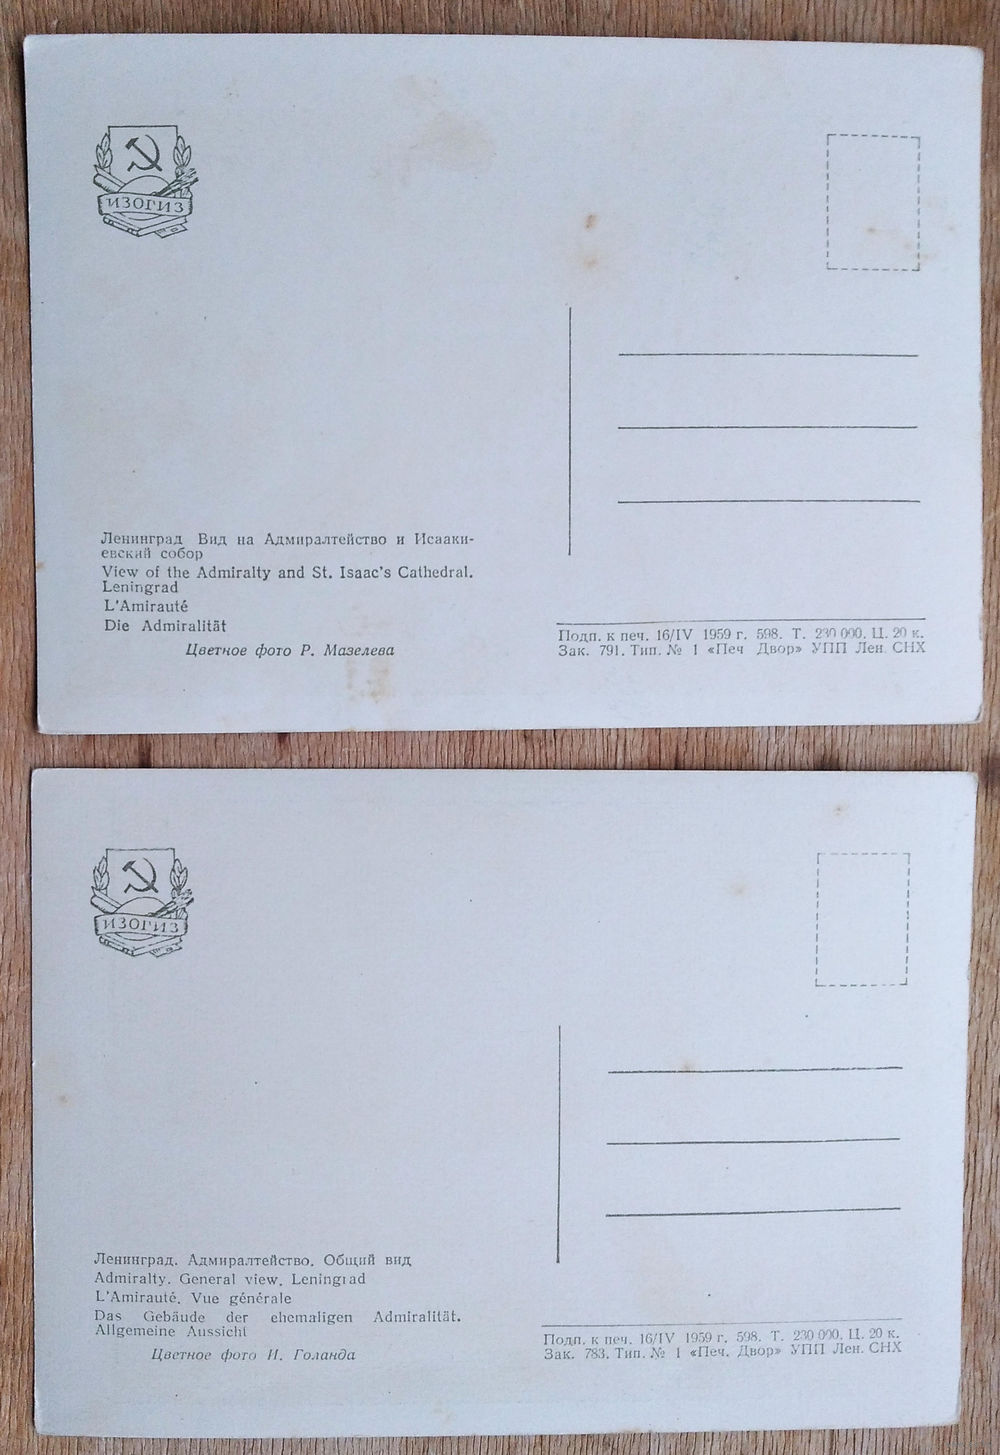 ИЗОГИЗ
Ленинград Вид на Адмиралтейство и Исааки-
евский собор
View of the Admiralty and St. Isaac's Cathedral.
Leningrad
L'Amirauté
Die Admiralität
Цветное фото Р. Мазелева
Подп. к печ. 16/IV 1959 г. 598. Т. 230 000. Ц. 20 к.
Зак. 791. Тип. № 1 «Печ Двор» УПП Лен. СНХ
ИЗОГИЗ
Ленинград. Адмиралтейство. Общий вид
Admiralty. General view. Leningrad
L'Amirauté. Vue générale
Das Gebäude der ehemaligen Admiralität.
Allgemeine Aussicht
Цветное фото И. Голанда
Подп. к печ. 16/IV 1959 г. 598. Т. 230 000. Ц. 20 к.
Зак. 783. Тип. № 1 «Печ. Двор» УПП Лен. СНХ